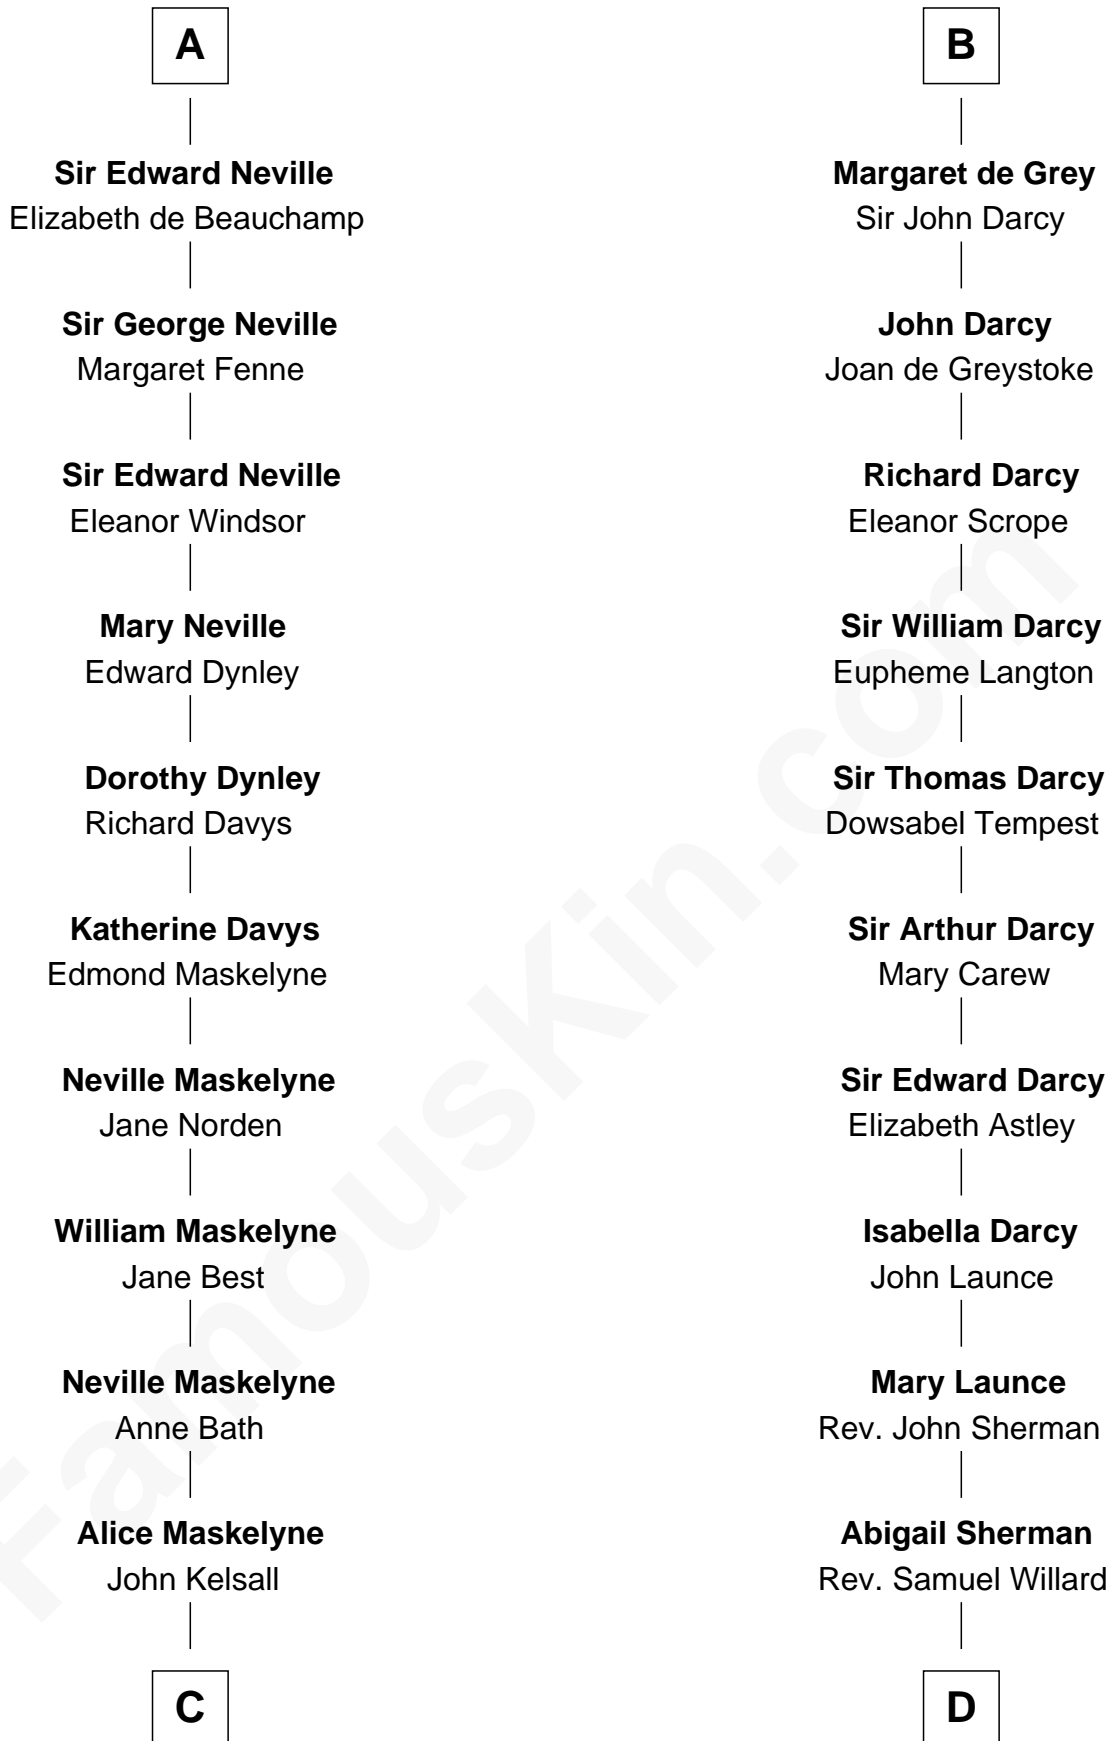 A
Sir Edward Neville
Elizabeth de Beauchamp
Sir George Neville
Margaret Fenne
Sir Edward Neville
Eleanor Windsor
Mary Neville
Edward Dynley
Dorothy Dynley
Richard Davys
Katherine Davys
Edmond Maskelyne
Neville Maskelyne
Jane Norden
William Maskelyne
Jane Best
Neville Maskelyne
Anne Bath
Alice Maskelyne
John Kelsall
C
B
Margaret de Grey
Sir John Darcy
John Darcy
Joan de Greystoke
Richard Darcy
Eleanor Scrope
Sir William Darcy
Eupheme Langton
Sir Thomas Darcy
Dowsabel Tempest
Sir Arthur Darcy
Mary Carew
Sir Edward Darcy
Elizabeth Astley
Isabella Darcy
John Launce
Mary Launce
Rev. John Sherman
Abigail Sherman
Rev. Samuel Willard
D
FamousKin.com